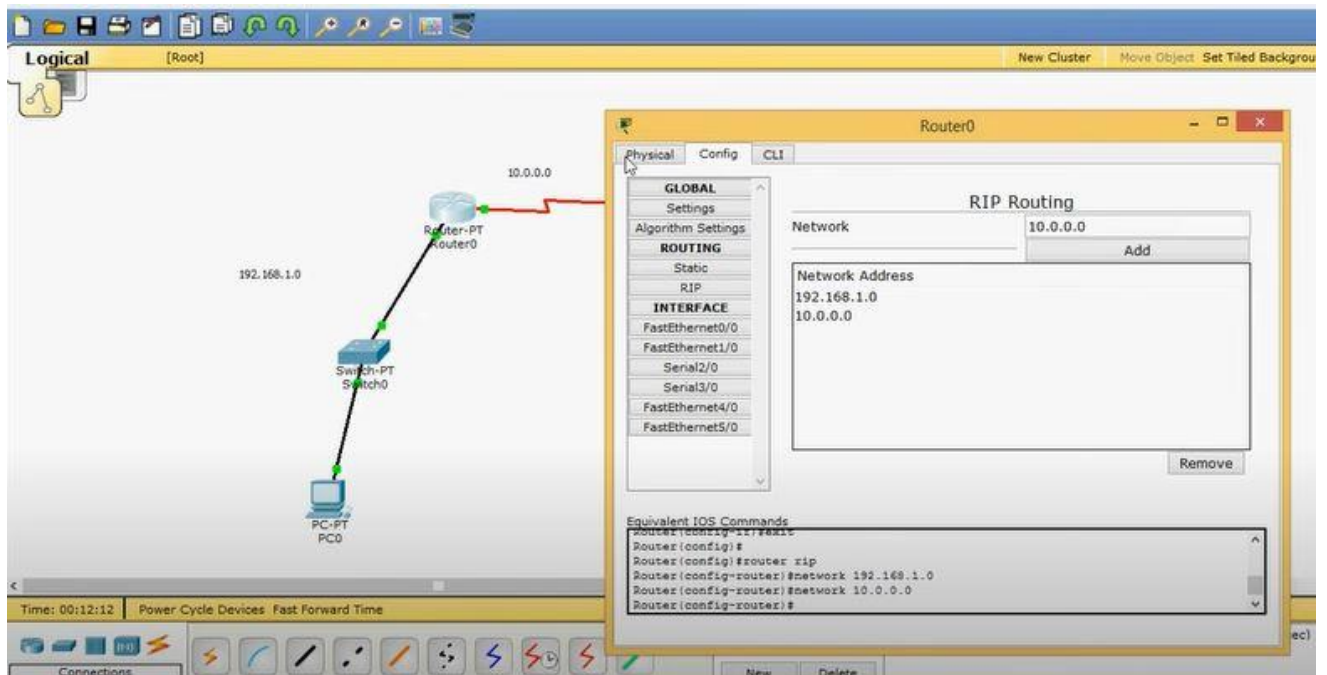 Logical
[Root]
New Cluster
Move Object
Set Tiled Backgrou
10.0.0.0
Router-PT
Router0
192.168.1.0
Switch-PT
Switch0
PC-PT
PC0
Router0
Physical
Config
CLI
GLOBAL
Settings
Algorithm Settings
ROUTING
Static
RIP
INTERFACE
FastEthernet0/0
FastEthernet1/0
Serial2/0
Serial3/0
FastEthernet4/0
FastEthernet5/0
RIP Routing
Network
10.0.0.0
Add
Network Address
192.168.1.0
10.0.0.0
Remove
Equivalent IOS Commands
Router(config-if)#exit
Router(config)#
Router(config)#router rip
Router(config-router)#network 192.168.1.0
Router(config-router)#network 10.0.0.0
Router(config-router)#
Time: 00:12:12
Power Cycle Devices
Fast Forward Time
Connections
New
Delete
ec)